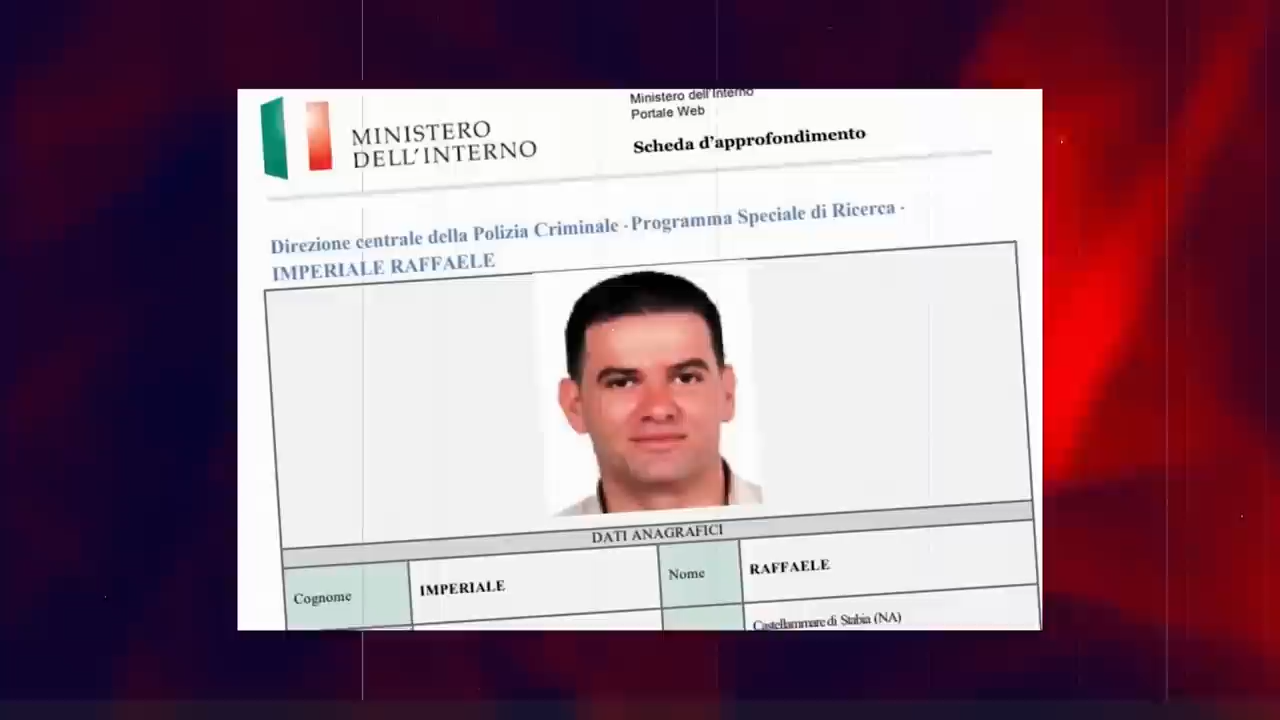 MINISTERO
DELL'INTERNO
Ministero dell'Interno
Portale Web
Scheda d'approfondimento
Direzione centrale della Polizia Criminale - Programma Speciale di Ricerca -
IMPERIALE RAFFAELE
DATI ANAGRAFICI
Cognome IMPERIALE Nome RAFFAELE
Castellammare di Stabia (NA)